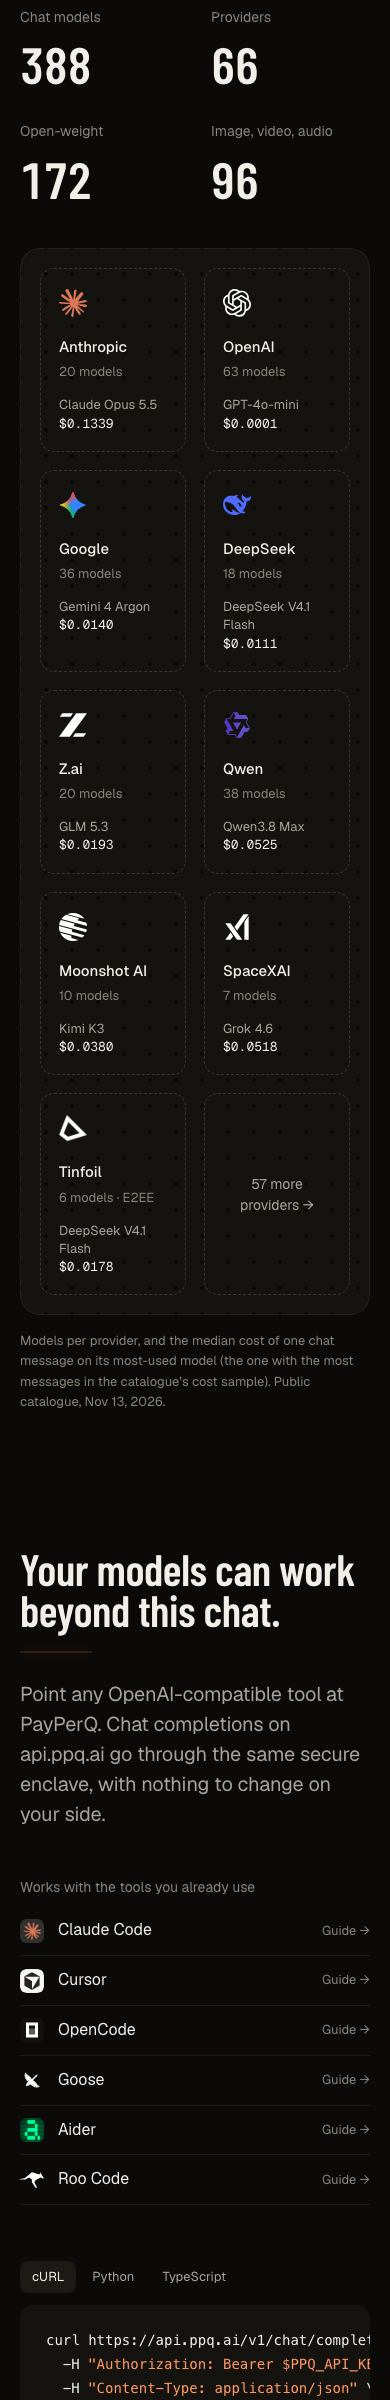 Chat models
388
Providers
66
Open-weight
172
Image, video, audio
96
Anthropic
20 models
Claude Opus 5.5
$0.1339
OpenAI
63 models
GPT-4o-mini
$0.0001
Google
36 models
Gemini 4 Argon
$0.0140
DeepSeek
18 models
DeepSeek V4.1
Flash
$0.0111
Z.ai
20 models
GLM 5.3
$0.0193
Qwen
38 models
Qwen3.8 Max
$0.0525
Moonshot AI
10 models
Kimi K3
$0.0380
SpaceXAI
7 models
Grok 4.6
$0.0518
Tinfoil
6 models · E2EE
DeepSeek V4.1
Flash
$0.0178
57 more
providers →
Models per provider, and the median cost of one chat
message on its most-used model (the one with the most
messages in the catalogue's cost sample). Public
catalogue, Nov 13, 2026.
Your models can work
beyond this chat.
Point any OpenAI-compatible tool at
PayPerQ. Chat completions on
api.ppq.ai go through the same secure
enclave, with nothing to change on
your side.
Works with the tools you already use
Claude Code Guide →
Cursor Guide →
OpenCode Guide →
Goose Guide →
Aider Guide →
Roo Code Guide →
cURL Python TypeScript
curl https://api.ppq.ai/v1/chat/complet
-H "Authorization: Bearer $PPQ_API_KE
-H "Content-Type: application/json" \